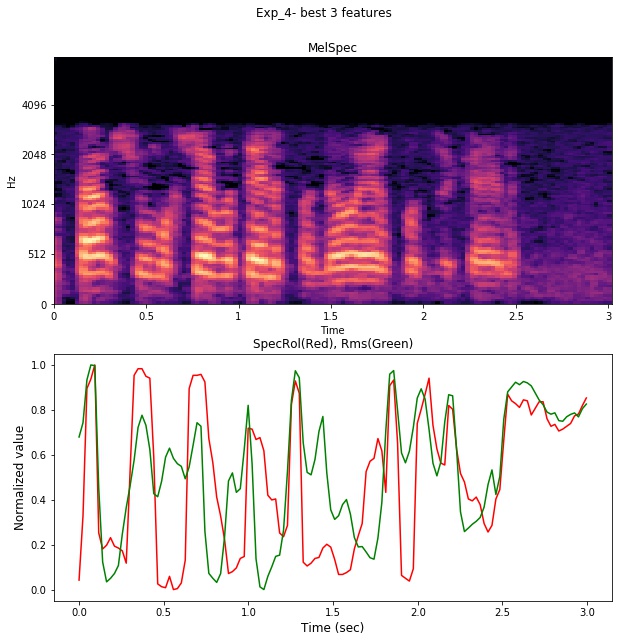 Exp_4- best 3 features
MelSpec
4096
2048
1024
512
0
Hz
0 0.5 1 1.5 2 2.5 3
Time
SpecRol(Red), Rms(Green)
1.0
0.8
0.6
0.4
0.2
0.0
Normalized value
0.0 0.5 1.0 1.5 2.0 2.5 3.0
Time (sec)